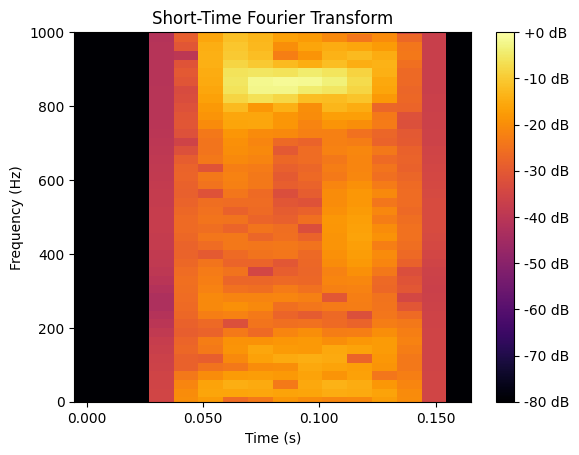 Short-Time Fourier Transform
1000
800
600
400
200
0
Frequency (Hz)
0.000
0.050
0.100
0.150
Time (s)
+0 dB
-10 dB
-20 dB
-30 dB
-40 dB
-50 dB
-60 dB
-70 dB
-80 dB